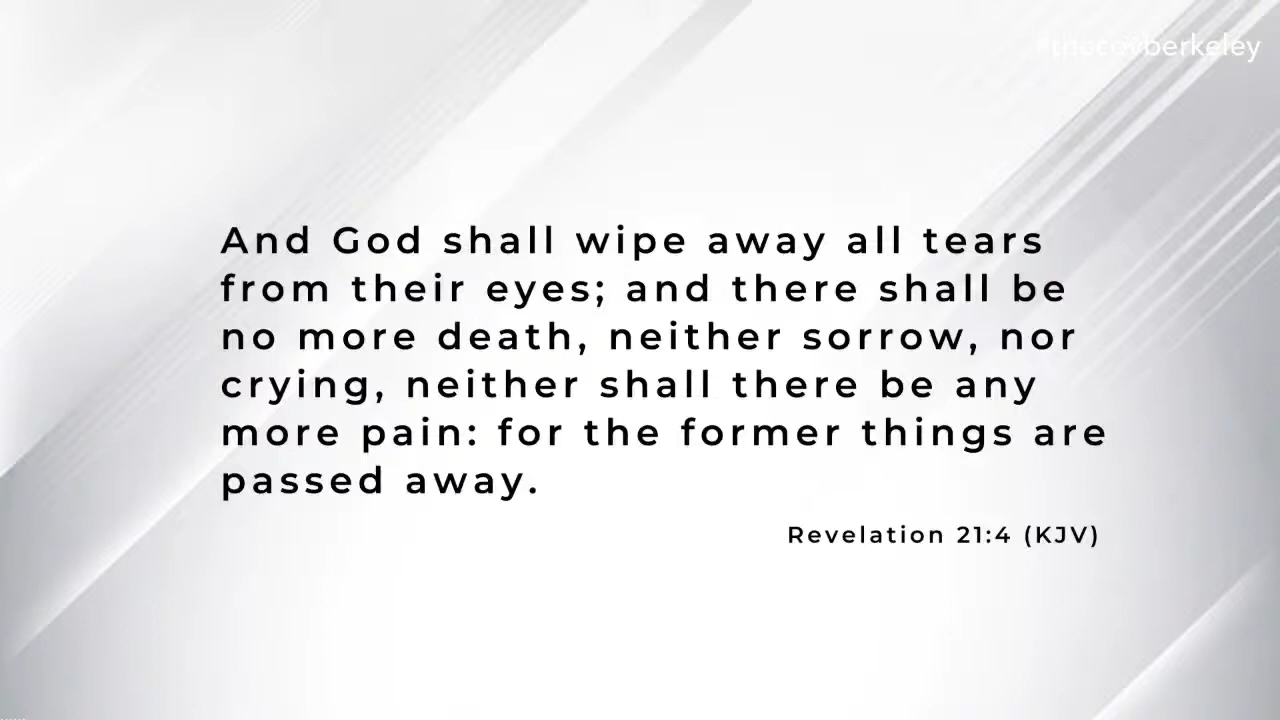 #thecovberkeley
And God shall wipe away all tears
from their eyes; and there shall be
no more death, neither sorrow, nor
crying, neither shall there be any
more pain: for the former things are
passed away.
Revelation 21:4 (KJV)